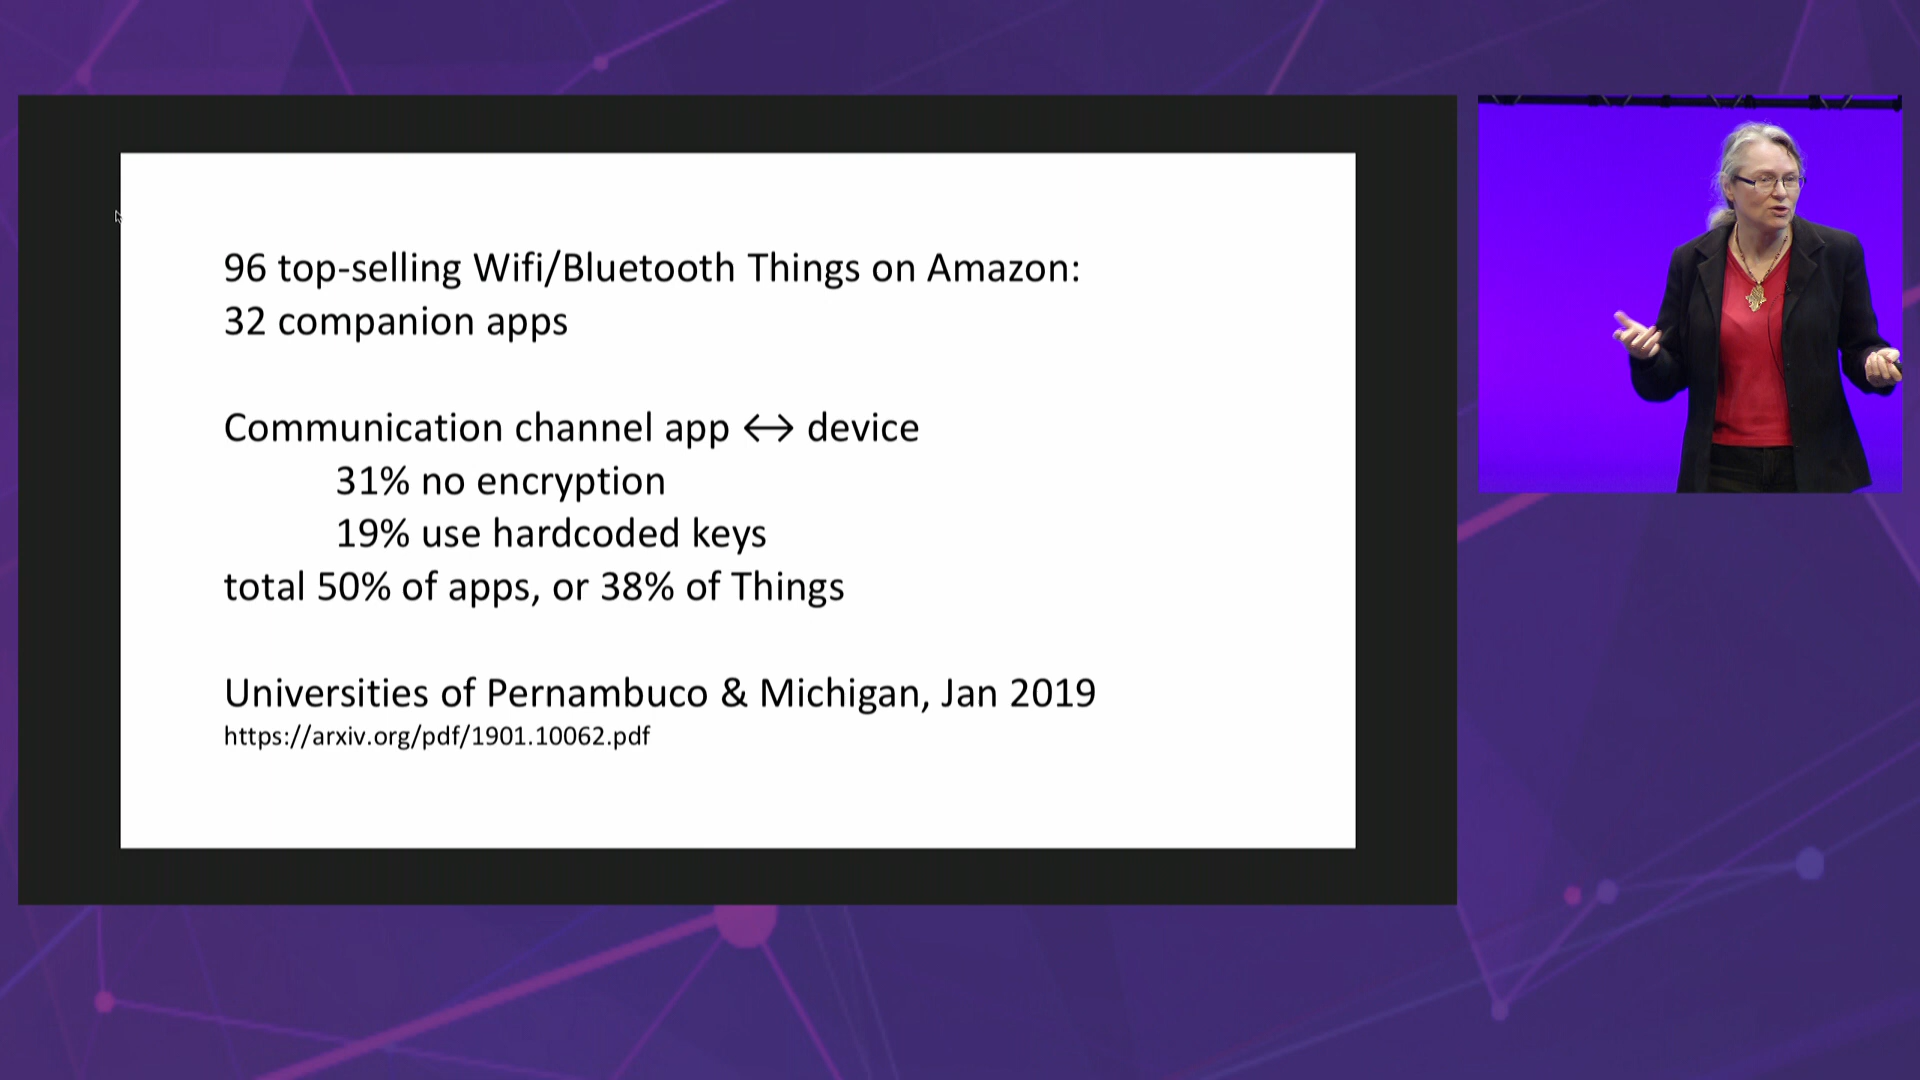 96 top-selling Wifi/Bluetooth Things on Amazon:
32 companion apps
Communication channel app ↔ device
31% no encryption
19% use hardcoded keys
total 50% of apps, or 38% of Things
Universities of Pernambuco & Michigan, Jan 2019
https://arxiv.org/pdf/1901.10062.pdf